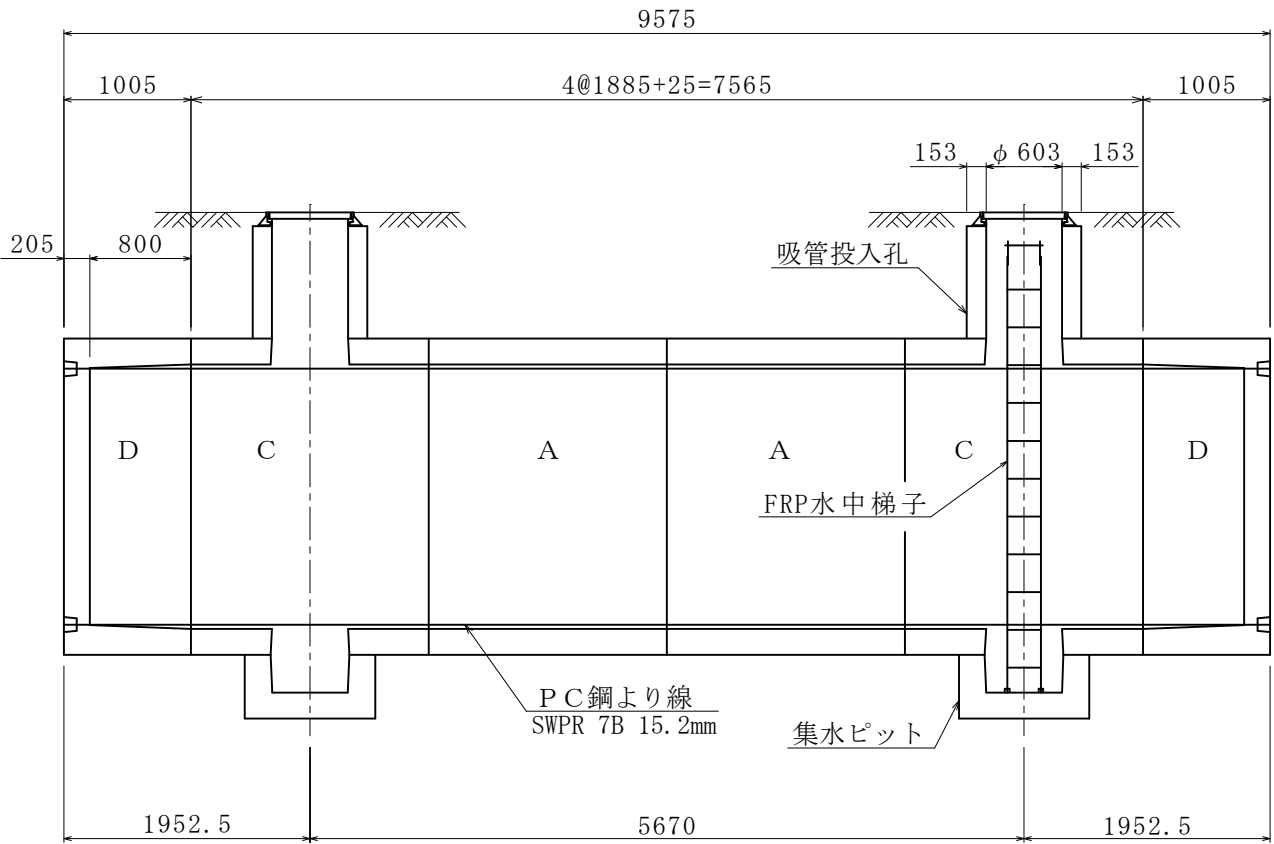 9575
1005
4@1885+25=7565
1005
153
φ603
153
205
800
吸管投入孔
D
C
A
A
C
D
FRP水中梯子
PC鋼より線
SWPR 7B 15.2mm
集水ピット
1952.5
5670
1952.5